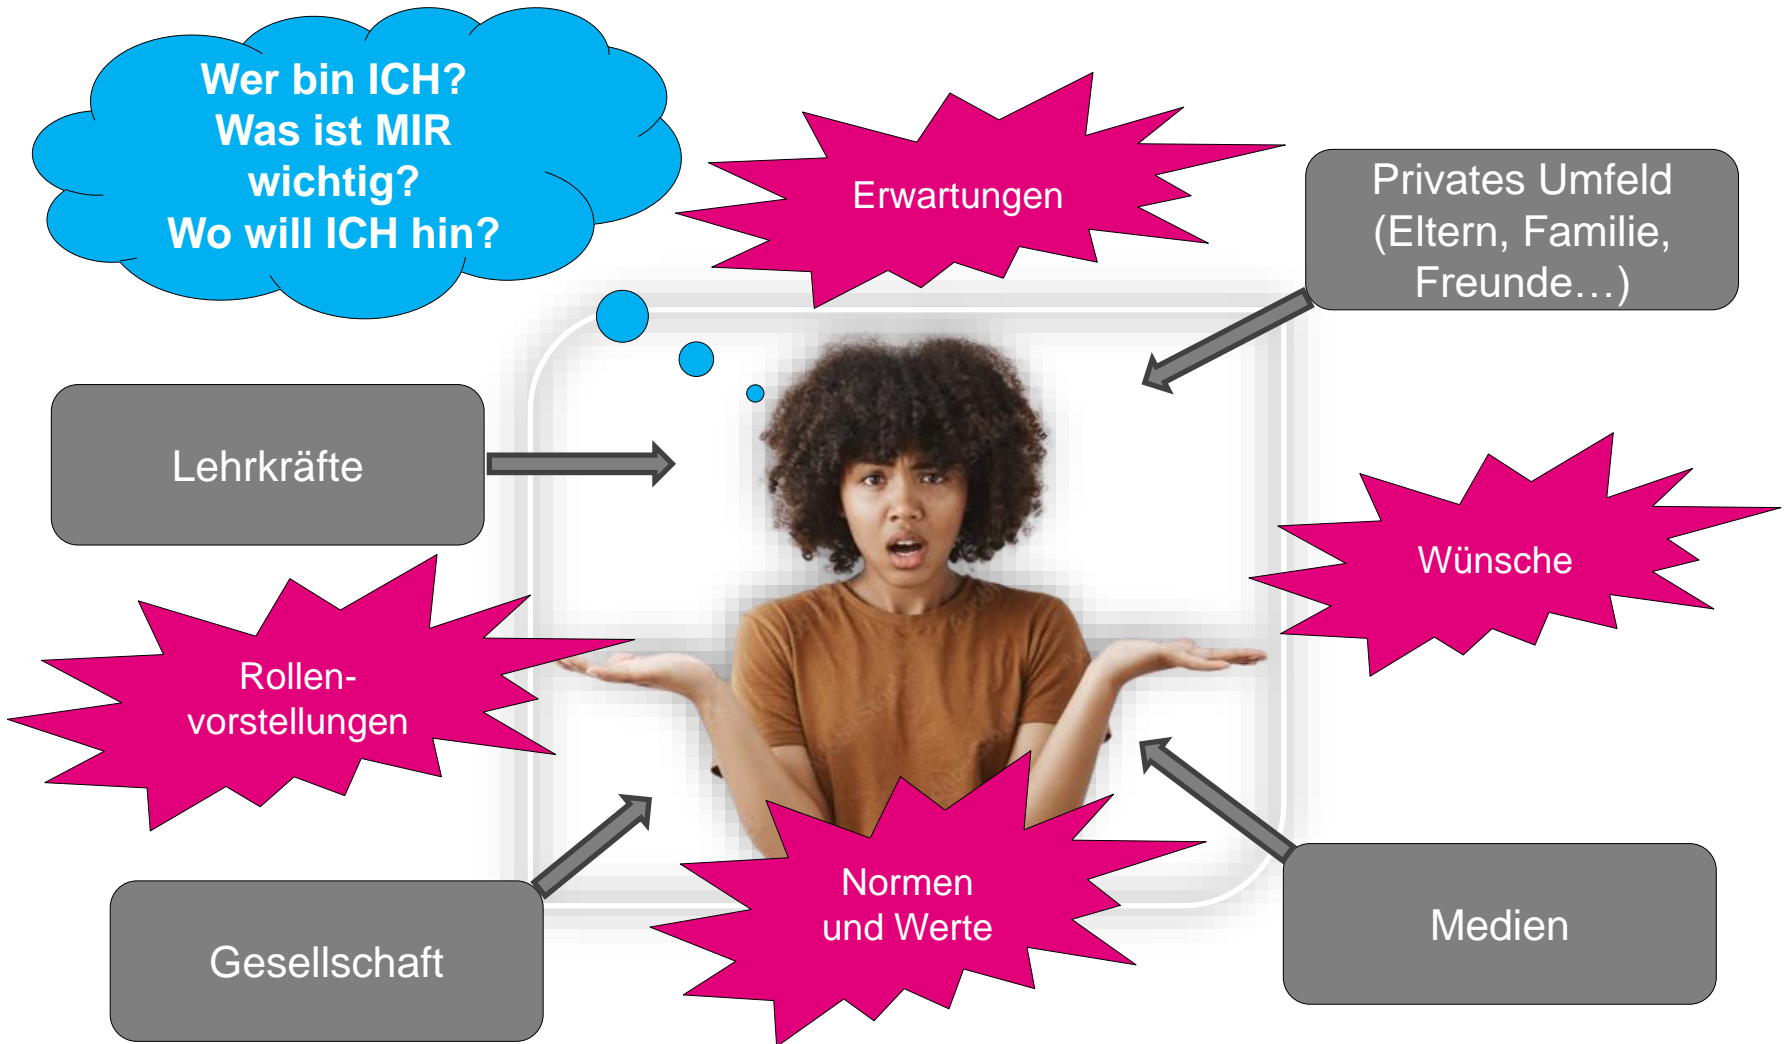 Wer bin ICH?
Was ist MIR
wichtig?
Wo will ICH hin?
Erwartungen
Privates Umfeld
(Eltern, Familie,
Freunde…)
Lehrkräfte
Wünsche
Rollen-
vorstellungen
Normen
und Werte
Gesellschaft
Medien